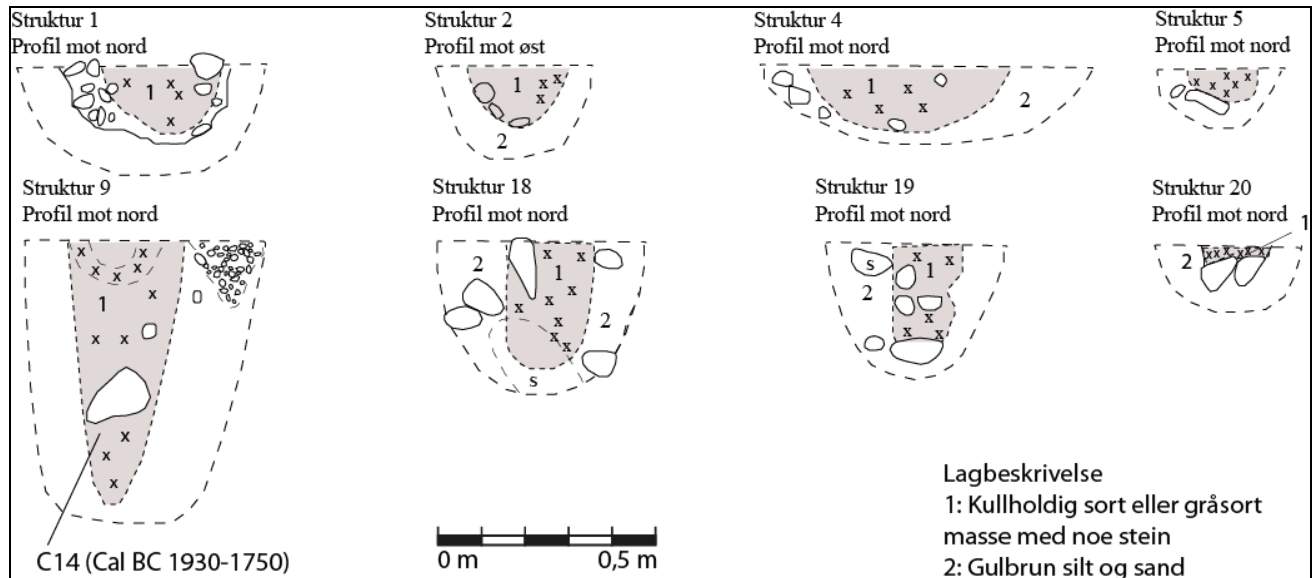 Struktur 1
Profil mot nord
1
Struktur 2
Profil mot øst
1
2
Struktur 4
Profil mot nord
1
2
Struktur 5
Profil mot nord
Struktur 9
Profil mot nord
1
C14 (Cal BC 1930-1750)
Struktur 18
Profil mot nord
2
1
2
s
Struktur 19
Profil mot nord
s
1
2
Struktur 20
Profil mot nord
1
2
0 m 0,5 m
Lagbeskrivelse
1: Kullholdig sort eller gråsort
masse med noe stein
2: Gulbrun silt og sand